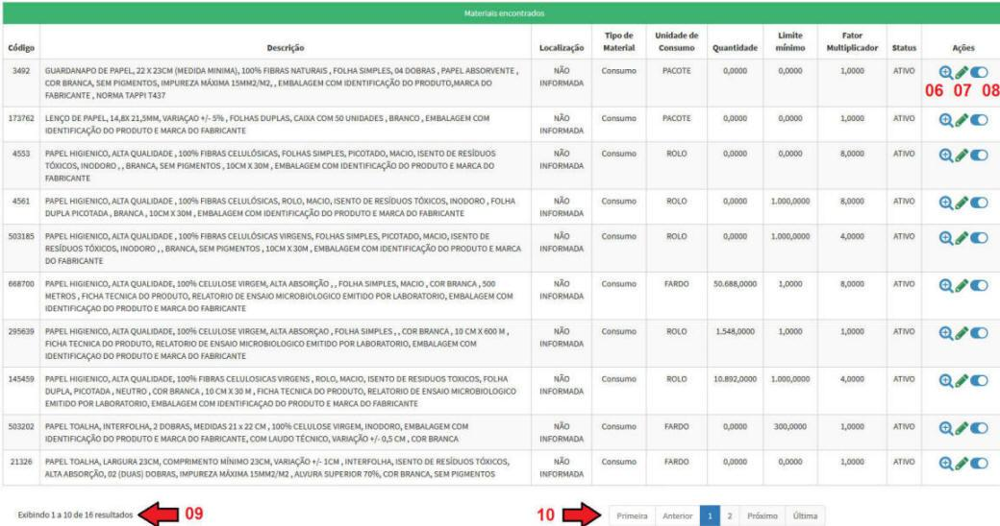 Materiais encontrados
Código Descrição Localização Tipo de Material Unidade de Consumo Quantidade Limite mínimo Fator Multiplicador Status Ações
3492 GUARDANAPO DE PAPEL, 22 X 23CM (MEDIDA MINIMA), 100% FIBRAS NATURAIS , FOLHA SIMPLES, 04 DOBRAS , PAPEL ABSORVENTE , NÃO Consumo PACOTE 0,0000 0,0000 1,0000 ATIVO
COR BRANCA, SEM PIGMENTOS, IMPUREZA MÁXIMA 15MM2/M2, , EMBALAGEM COM IDENTIFICAÇÃO DO PRODUTO,,MARCA DO INFORMADA
FABRICANTE , NORMA TAPPI T437
06 07 08
173762 LENÇO DE PAPEL, 14,8X 21,5MM, VARIAÇAO +/- 5% , FOLHAS DUPLAS, CAIXA COM 50 UNIDADES , BRANCO , EMBALAGEM COM NÃO Consumo PACOTE 0,0000 0,0000 1,0000 ATIVO
IDENTIFICAÇÃO DO PRODUTO E MARCA DO FABRICANTE INFORMADA
4553 PAPEL HIGIENICO, ALTA QUALIDADE , 100% FIBRAS CELULÓSICAS, FOLHAS SIMPLES, PICOTADO, MACIO, ISENTO DE RESÍDUOS NÃO Consumo ROLO 0,0000 0,0000 8,0000 ATIVO
TÓXICOS, INODORO , , BRANCA, SEM PIGMENTOS , 10CM X 30M , EMBALAGEM COM IDENTIFICAÇÃO DO PRODUTO E MARCA DO INFORMADA
FABRICANTE
4561 PAPEL HIGIENICO, ALTA QUALIDADE , 100% FIBRAS CELULÓSICAS, ROLO, MACIO, ISENTO DE RESÍDUOS TÓXICOS, INODORO , FOLHA NÃO Consumo ROLO 0,0000 1.000,0000 8,0000 ATIVO
DUPLA PICOTADA , BRANCA , 10CM X 30M , EMBALAGEM COM IDENTIFICAÇÃO DO PRODUTO E MARCA DO FABRICANTE INFORMADA
503185 PAPEL HIGIENICO, ALTA QUALIDADE , 100% FIBRAS CELULÓSICAS VIRGENS, FOLHAS SIMPLES, PICOTADO, MACIO, ISENTO DE NÃO Consumo ROLO 0,0000 1.000,0000 4,0000 ATIVO
RESÍDUOS TÓXICOS, INODORO , , BRANCA, SEM PIGMENTOS , 10CM X 30M , EMBALAGEM COM IDENTIFICAÇÃO DO PRODUTO E MARCA INFORMADA
DO FABRICANTE
668700 PAPEL HIGIENICO, ALTA QUALIDADE, 100% CELULOSE VIRGEM, ALTA ABSORÇÃO , , FOLHA SIMPLES, MACIO , COR BRANCA , 500 NÃO Consumo FARDO 50.688,0000 1,0000 8,0000 ATIVO
METROS , FICHA TECNICA DO PRODUTO, RELATORIO DE ENSAIO MICROBIOLOGICO EMITIDO POR LABORATORIO, EMBALAGEM COM INFORMADA
IDENTIFICAÇAO DO PRODUTO E MARCA DO FABRICANTE
295639 PAPEL HIGIENICO, ALTA QUALIDADE, 100% CELULOSE VIRGEM, ALTA ABSORÇAO , FOLHA SIMPLES , , COR BRANCA , 10 CM X 600 M , NÃO Consumo ROLO 1.548,0000 1,0000 1,0000 ATIVO
FICHA TECNICA DO PRODUTO, RELATORIO DE ENSAIO MICROBIOLOGICO EMITIDO POR LABORATORIO, EMBALAGEM COM INFORMADA
IDENTIFICAÇAO DO PRODUTO E MARCA DO FABRICANTE
145459 PAPEL HIGIENICO, ALTA QUALIDADE, 100% FIBRAS CELULOSICAS VIRGENS , ROLO, MACIO, ISENTO DE RESIDUOS TOXICOS, FOLHA NÃO Consumo ROLO 10.892,0000 1.000,0000 4,0000 ATIVO
DUPLA, PICOTADA , NEUTRO , COR BRANCA , 10 CM X 30 M , FICHA TECNICA DO PRODUTO, RELATORIO DE ENSAIO MICROBIOLOGICO INFORMADA
EMITIDO POR LABORATORIO, EMBALAGEM COM IDENTIFICAÇAO DO PRODUTO E MARCA DO FABRICANTE
503202 PAPEL TOALHA, INTERFOLHA, 2 DOBRAS, MEDIDAS 21 x 22 CM , 100% CELULOSE VIRGEM, INODORO, EMBALAGEM COM NÃO Consumo FARDO 0,0000 300,0000 1,0000 ATIVO
IDENTIFICAÇÃO DO PRODUTO E MARCA DO FABRICANTE, COM LAUDO TÉCNICO, VARIAÇÃO +/- 0,5 CM , COR BRANCA INFORMADA
21326 PAPEL TOALHA, LARGURA 23CM, COMPRIMENTO MÍNIMO 23CM, VARIAÇÃO +/- 1CM , INTERFOLHA, ISENTO DE RESÍDUOS TÓXICOS, NÃO Consumo FARDO 0,0000 0,0000 1,0000 ATIVO
ALTA ABSORÇÃO, 02 (DUAS) DOBRAS, IMPUREZA MÁXIMA 15MM2/M2 , ALVURA SUPERIOR 70%, COR BRANCA, SEM PIGMENTOS INFORMADA
Exibindo 1 a 10 de 16 resultados 09 10 Primeira Anterior 1 2 Próximo Última